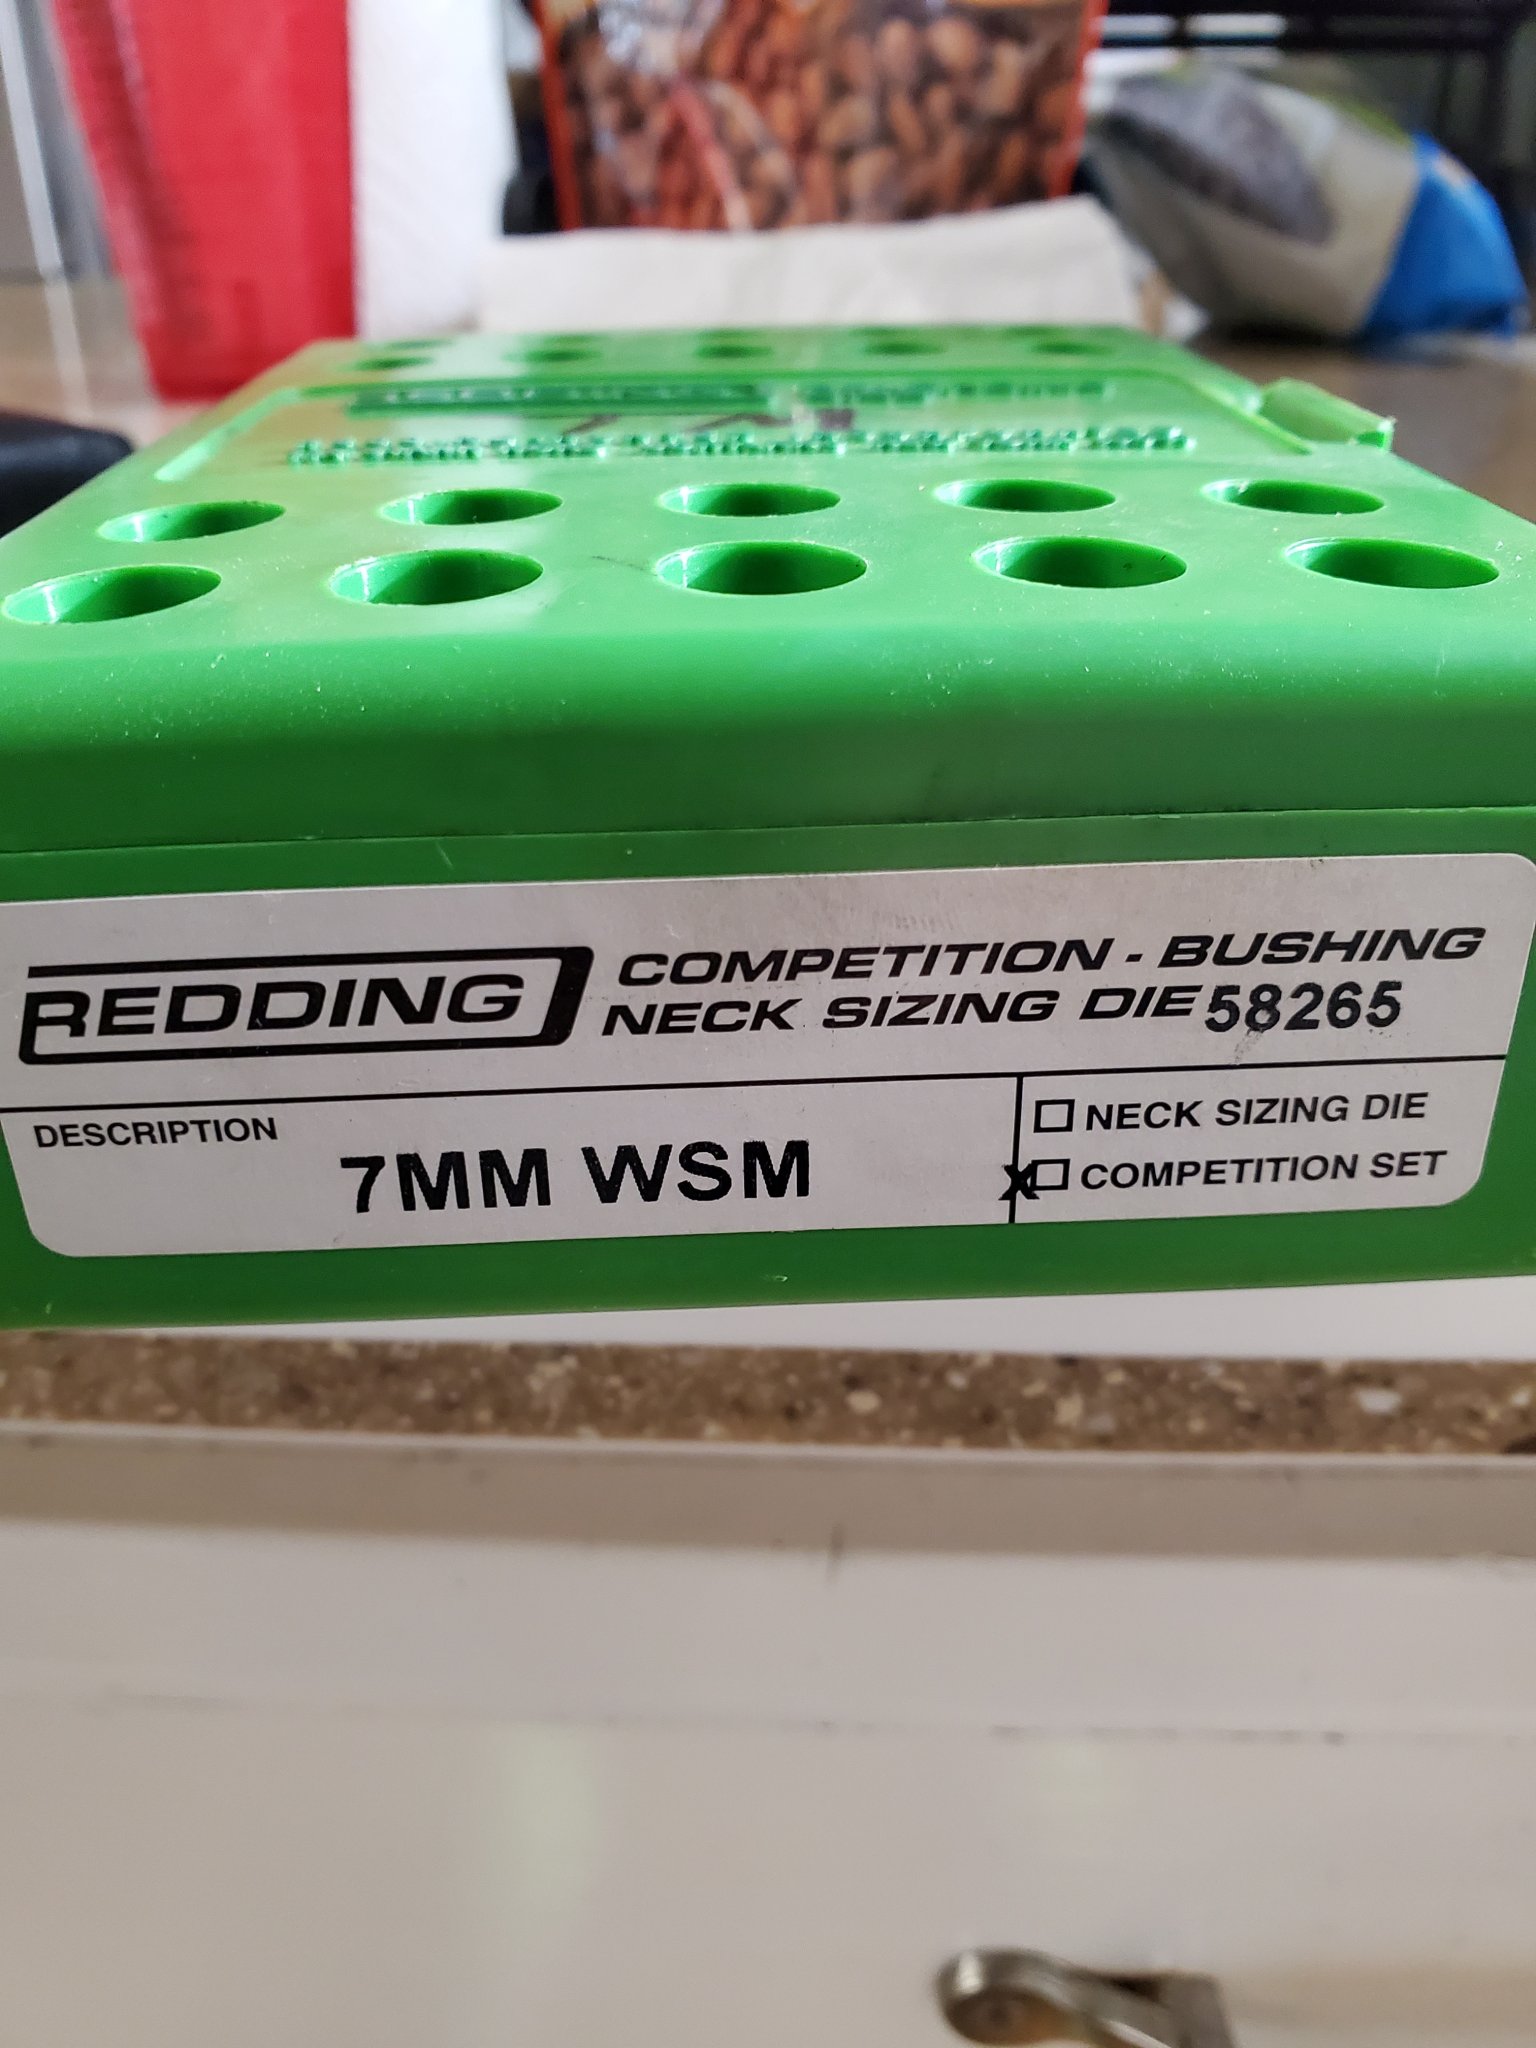 REDDING
COMPETITION - BUSHING
NECK SIZING DIE 58265
DESCRIPTION
7MM WSM
NECK SIZING DIE
X COMPETITION SET